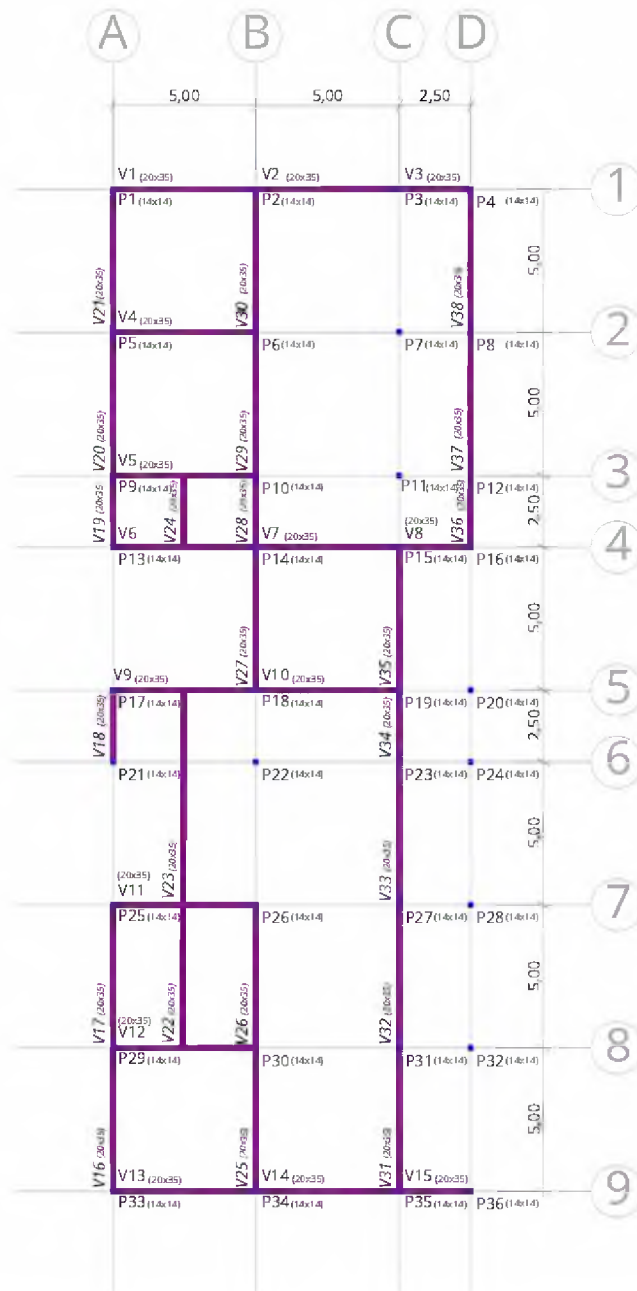 A B C D
5,00 5,00 2,50
V1 (20x35) V2 (20x35) V3 (20x35)
1
P1 (14x14) P2 (14x14) P3 (14x14) P4 (14x14)
V21 (20x35) V30 (20x35) V38 (20x35) 5,00
V4 (20x35)
2
P5 (14x14) P6 (14x14) P7 (14x14) P8 (14x14)
V20 (20x35) V29 (20x35) V37 (20x35) 5,00
V5 (20x35)
3
P9 (14x14) P10 (14x14) P11 (14x14) P12 (14x14)
V19 (20x35 V24 (20x35) V28 (20x35) V36 (20x35) 2,50
(20x35)
V6 V7 (20x35) V8
4
P13 (14x14) P14 (14x14) P15 (14x14) P16 (14x14)
V27 (20x35) V35 (20x35) 5,00
V9 (20x35) V10 (20x35)
5
P17 (14x14) P18 (14x14) P19 (14x14) P20 (14x14)
V18 (20x35) V34 (20x35) 2,50
6
P21 (14x14) P22 (14x14) P23 (14x14) P24 (14x14)
V23 (20x35) V33 (20x35) 5,00
(20x35)
V11
7
P25 (14x14) P26 (14x14) P27 (14x14) P28 (14x14)
V17 (20x35) V22 (20x35) V26 (20x35) V32 (20x35) 5,00
(20x35)
V12
8
P29 (14x14) P30 (14x14) P31 (14x14) P32 (14x14)
V16 (20x35) V25 (20x35) V31 (20x35) 5,00
V13 (20x35) V14 (20x35) V15 (20x35)
9
P33 (14x14) P34 (14x14) P35 (14x14) P36 (14x14)